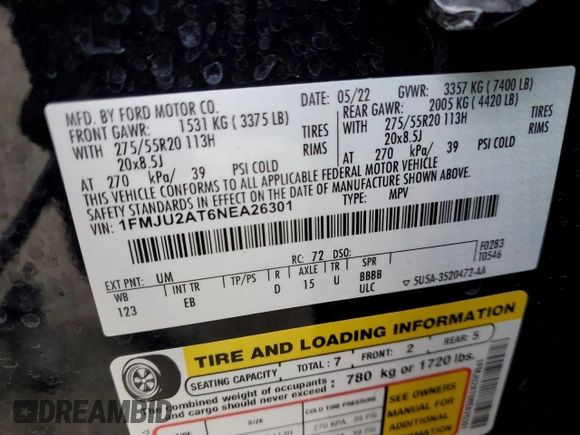 MFD. BY FORD MOTOR CO.
DATE: 05/22 GVWR: 3357 KG ( 7400 LB)
FRONT GAWR: 1531 KG ( 3375 LB) REAR GAWR: 2005 KG ( 4420 LB)
WITH 275/55R20 113H TIRES WITH 275/55R20 113H TIRES
20x8.5J RIMS 20x8.5J RIMS
AT 270 kPa/ 39 PSI COLD AT 270 kPa/ 39 PSI COLD
THIS VEHICLE CONFORMS TO ALL APPLICABLE FEDERAL MOTOR VEHICLE
SAFETY STANDARDS IN EFFECT ON THE DATE OF MANUFACTURE SHOWN ABOVE.
VIN: 1FMJU2AT6NEA26301 TYPE: MPV
F0283
T0546
EXT PNT: UM RC: 72 DSO:
WB INT TR TP/PS R AXLE TR SPR
123 EB D 15 U BBBB
ULC ▽ 5U5A-3520472-AA
TIRE AND LOADING INFORMATION
SEATING CAPACITY TOTAL: 7 FRONT: 2 REAR: 5
The combined weight of occupants and cargo should never exceed: 780 kg or 1720 lbs.
COLD TIRE PRESSURE
270 KPA, 39 PSI
SEE OWNERS
MANUAL FOR
ADDITIONAL
DREAMBID